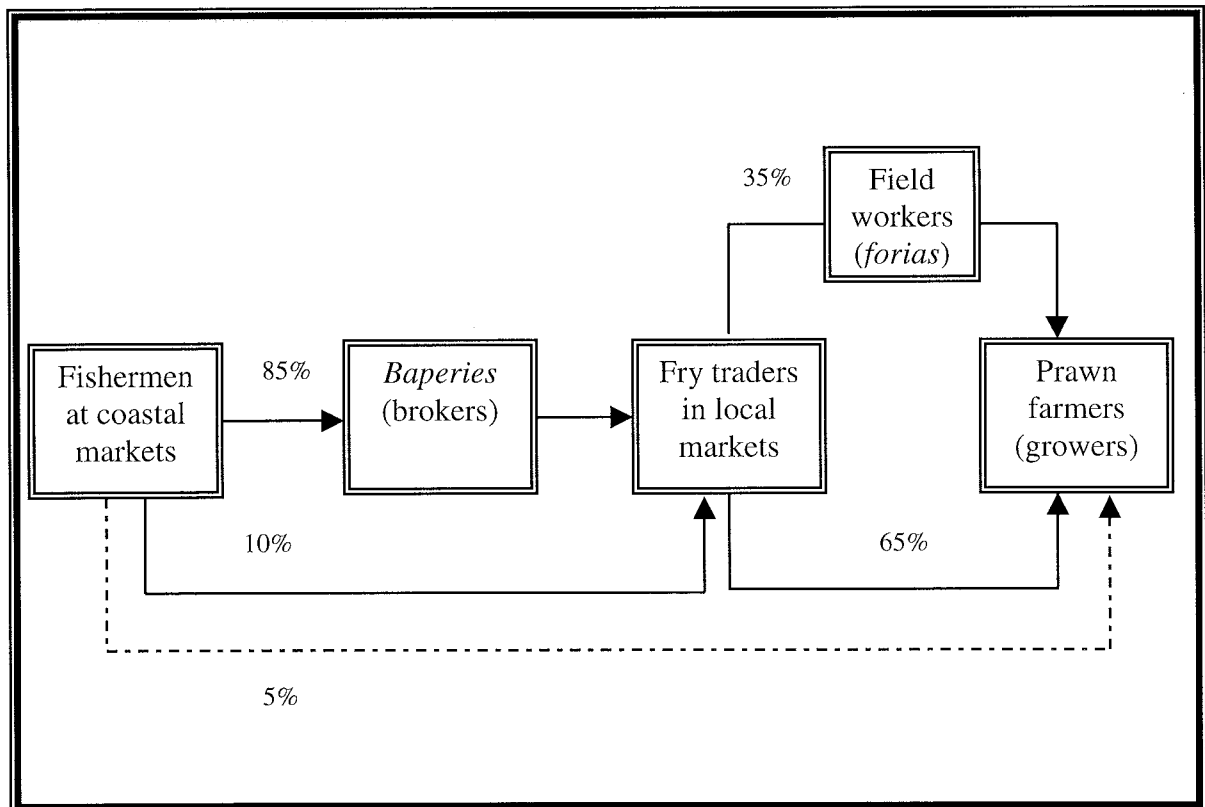 35%
Field
workers
(forias)
Fishermen
at coastal
markets
85%
Baperies
(brokers)
Fry traders
in local
markets
Prawn
farmers
(growers)
10%
65%
5%